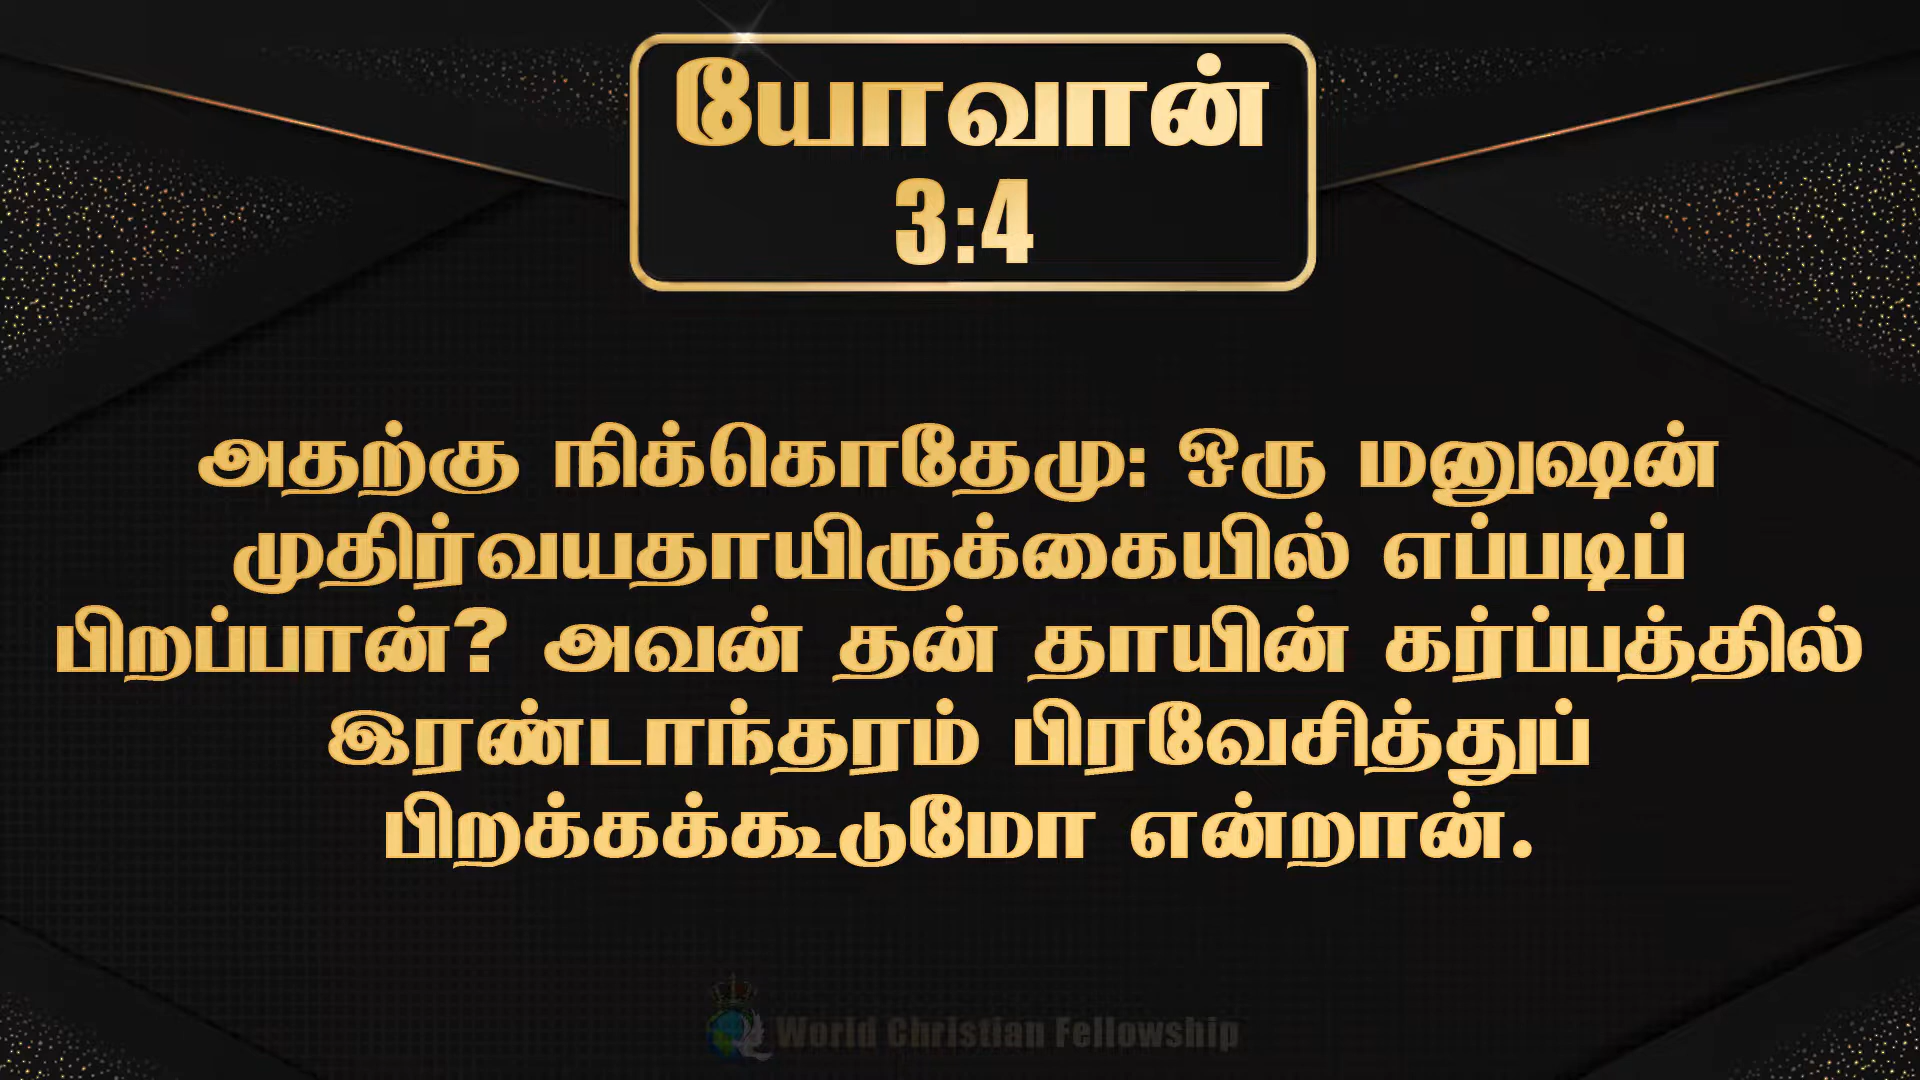 யோவான்
3:4
அதற்கு நிக்கொதேமு: ஒரு மனுஷன்
முதிர்வயதாயிருக்கையில் எப்படிப்
பிறப்பான்? அவன் தன் தாயின் கர்ப்பத்தில்
இரண்டாந்தரம் பிரவேசித்துப்
பிறக்கக்கூடுமோ என்றான்.
World Christian Fellowship